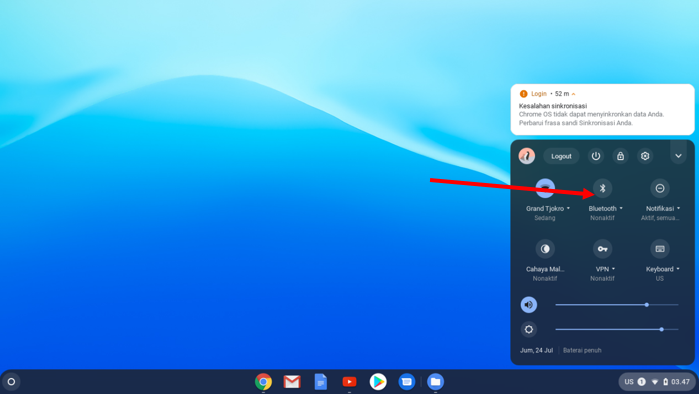 Login • 52 m
Kesalahan sinkronisasi
Chrome OS tidak dapat menyinkronkan data Anda.
Perbarui frasa sandi Sinkronisasi Anda.
Logout
Grand Tjokro
Sedang
Bluetooth
Nonaktif
Notifikasi
Aktif, semua...
Cahaya Mal...
Nonaktif
VPN
Nonaktif
Keyboard
US
Jum, 24 Jul
Baterai penuh
US 1 03.47